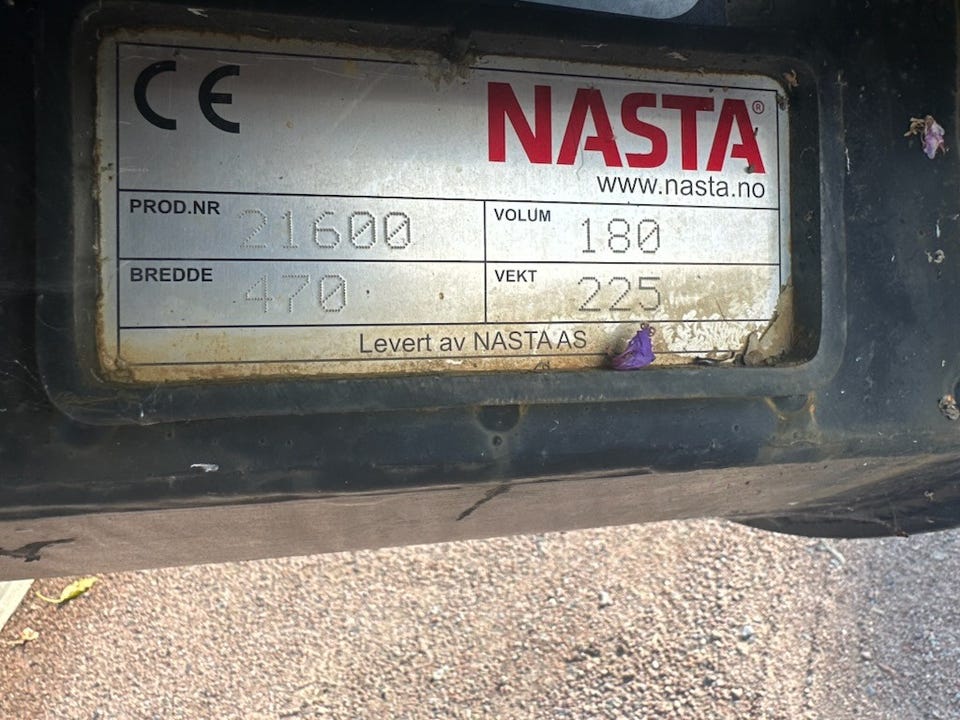 CE NASTA®
www.nasta.no
PROD.NR 21600 VOLUM 180
BREDDE 470 VEKT 225
Levert av NASTA AS